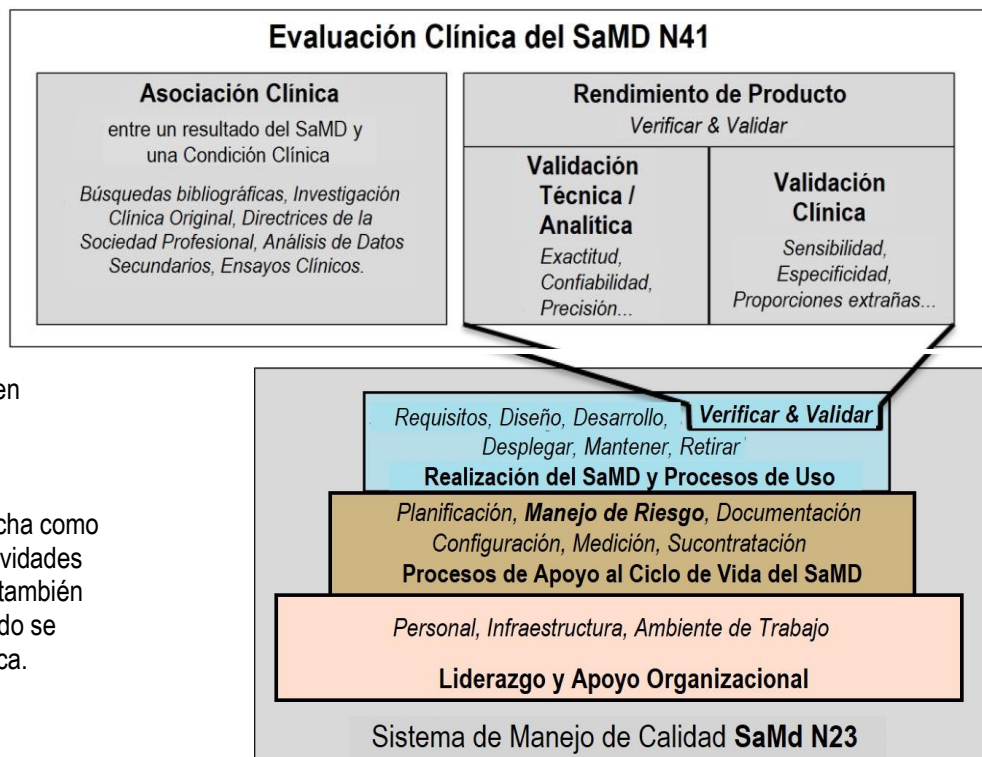 Evaluación Clínica del SaMD N41
Asociación Clínica
entre un resultado del SaMD y
una Condición Clínica
Búsquedas bibliográficas, Investigación
Clínica Original, Directrices de la
Sociedad Profesional, Análisis de Datos
Secundarios, Ensayos Clínicos.
Rendimiento de Producto
Verificar & Validar
Validación
Técnica /
Analítica
Exactitud,
Confiabilidad,
Precisión...
Validación
Clínica
Sensibilidad,
Especificidad,
Proporciones extrañas...
en
cha como
vidades
también
do se
ca.
Requisitos, Diseño, Desarrollo, Verificar & Validar
Desplegar, Mantener, Retirar
Realización del SaMD y Procesos de Uso
Planificación, Manejo de Riesgo, Documentación
Configuración, Medición, Sucontratación
Procesos de Apoyo al Ciclo de Vida del SaMD
Personal, Infraestructura, Ambiente de Trabajo
Liderazgo y Apoyo Organizacional
Sistema de Manejo de Calidad SaMd N23